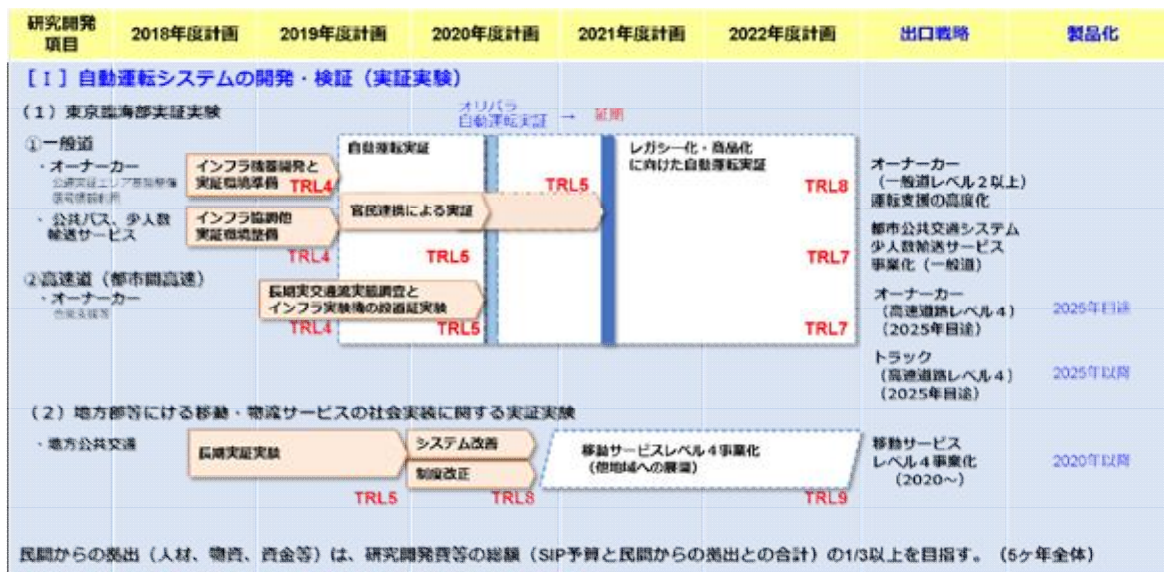 研究開発
項目
2018年度計画
2019年度計画
2020年度計画
2021年度計画
2022年度計画
出口戦略
製品化
[Ⅰ] 自動運転システムの開発・検証（実証実験）
（１）東京臨海部実証実験
オリパラ
自動運転実証 → 延期
①一般道
・オーナーカー
信号情報利用
・公共バス、少人数
輸送サービス
インフラ機器開発と
実証環境準備
TRL4
インフラ協調他
実証環境整備
TRL4
自動運転実証
官民連携による実証
TRL5
TRL5
レガシー化・商品化
に向けた自動運転実証
TRL8
TRL7
オーナーカー
（一般道レベル２以上）
運転支援の高度化
都市公共交通システム
少人数輸送サービス
事業化（一般道）
②高速道（都市間高速）
・オーナーカー
合流支援等
長期実交通流実態調査と
インフラ実験機の設置証実験
TRL4
TRL5
TRL7
オーナーカー
（高速道路レベル４）
（2025年目途）
2025年目途
トラック
（高速道路レベル４）
（2025年目途）
2025年以降
（２）地方部等にける移動・物流サービスの社会実装に関する実証実験
・地方公共交通
長期実証実験
TRL5
システム改善
制度改正
TRL8
移動サービスレベル４事業化
（他地域への展開）
TRL9
移動サービス
レベル４事業化
（2020～）
2020年以降
民間からの拠出（人材、物資、資金等）は、研究開発費等の総額（SIP予算と民間からの拠出との合計）の1/3以上を目指す。（5ヶ年全体）